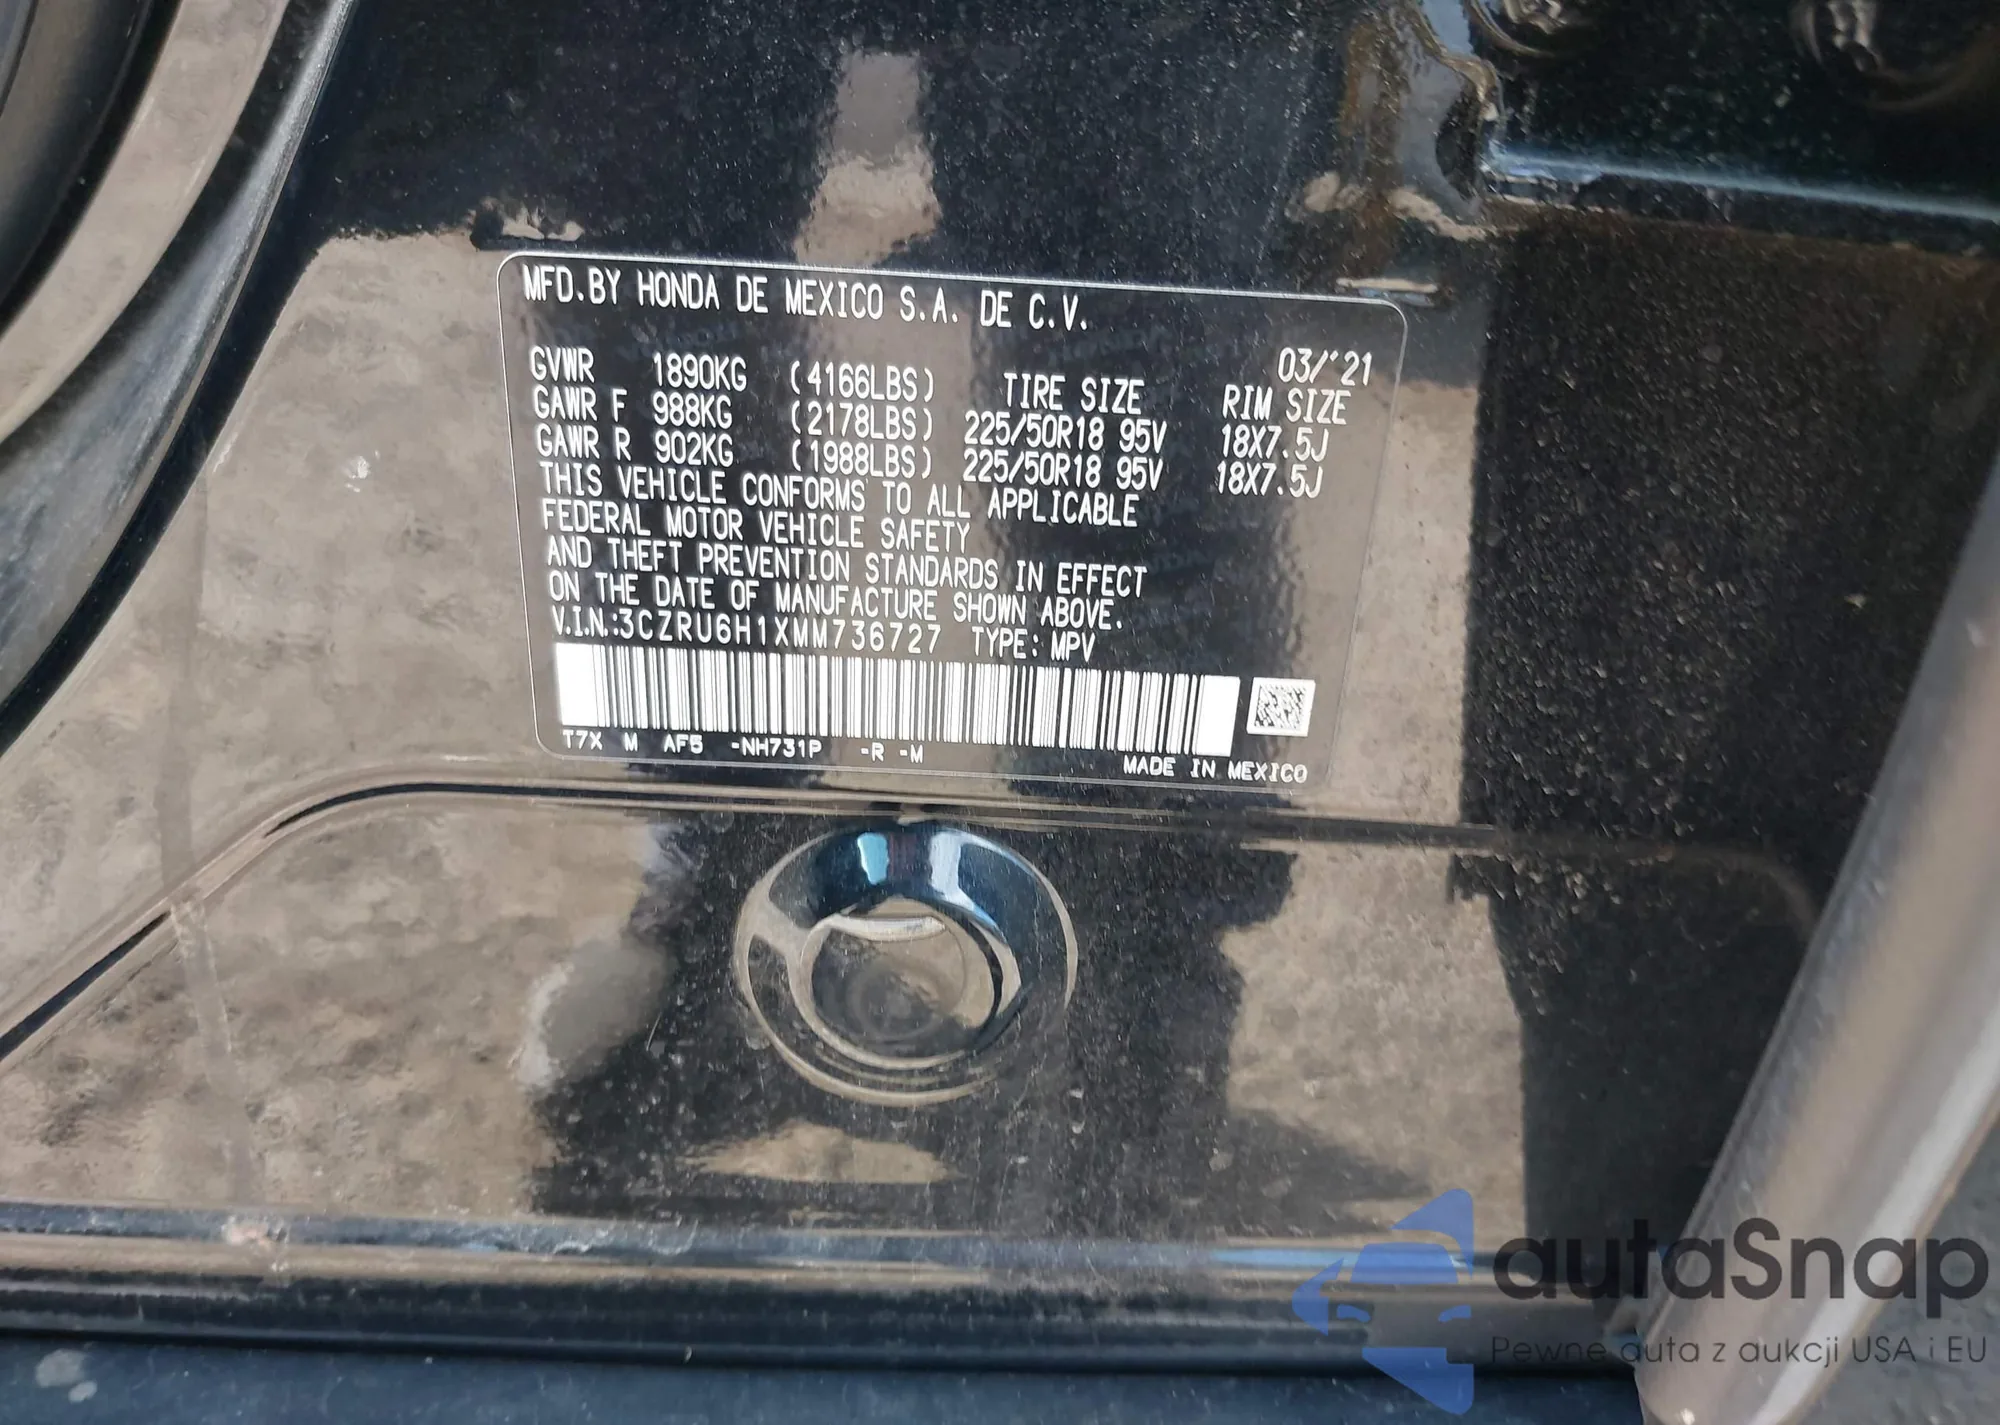 MFD.BY HONDA DE MEXICO S.A. DE C.V.
03/'21
GVWR 1890KG (4166LBS) TIRE SIZE RIM SIZE
GAWR F 988KG (2178LBS) 225/50R18 95V 18X7.5J
GAWR R 902KG (1988LBS) 225/50R18 95V 18X7.5J
THIS VEHICLE CONFORMS TO ALL APPLICABLE
FEDERAL MOTOR VEHICLE SAFETY
AND THEFT PREVENTION STANDARDS IN EFFECT
ON THE DATE OF MANUFACTURE SHOWN ABOVE.
V.I.N.:3CZRU6H1XMM736727 TYPE: MPV
T7X M AF5 -NH731P -R -M
MADE IN MEXICO
autaSnap
Pewne auta z aukcji USA i EU